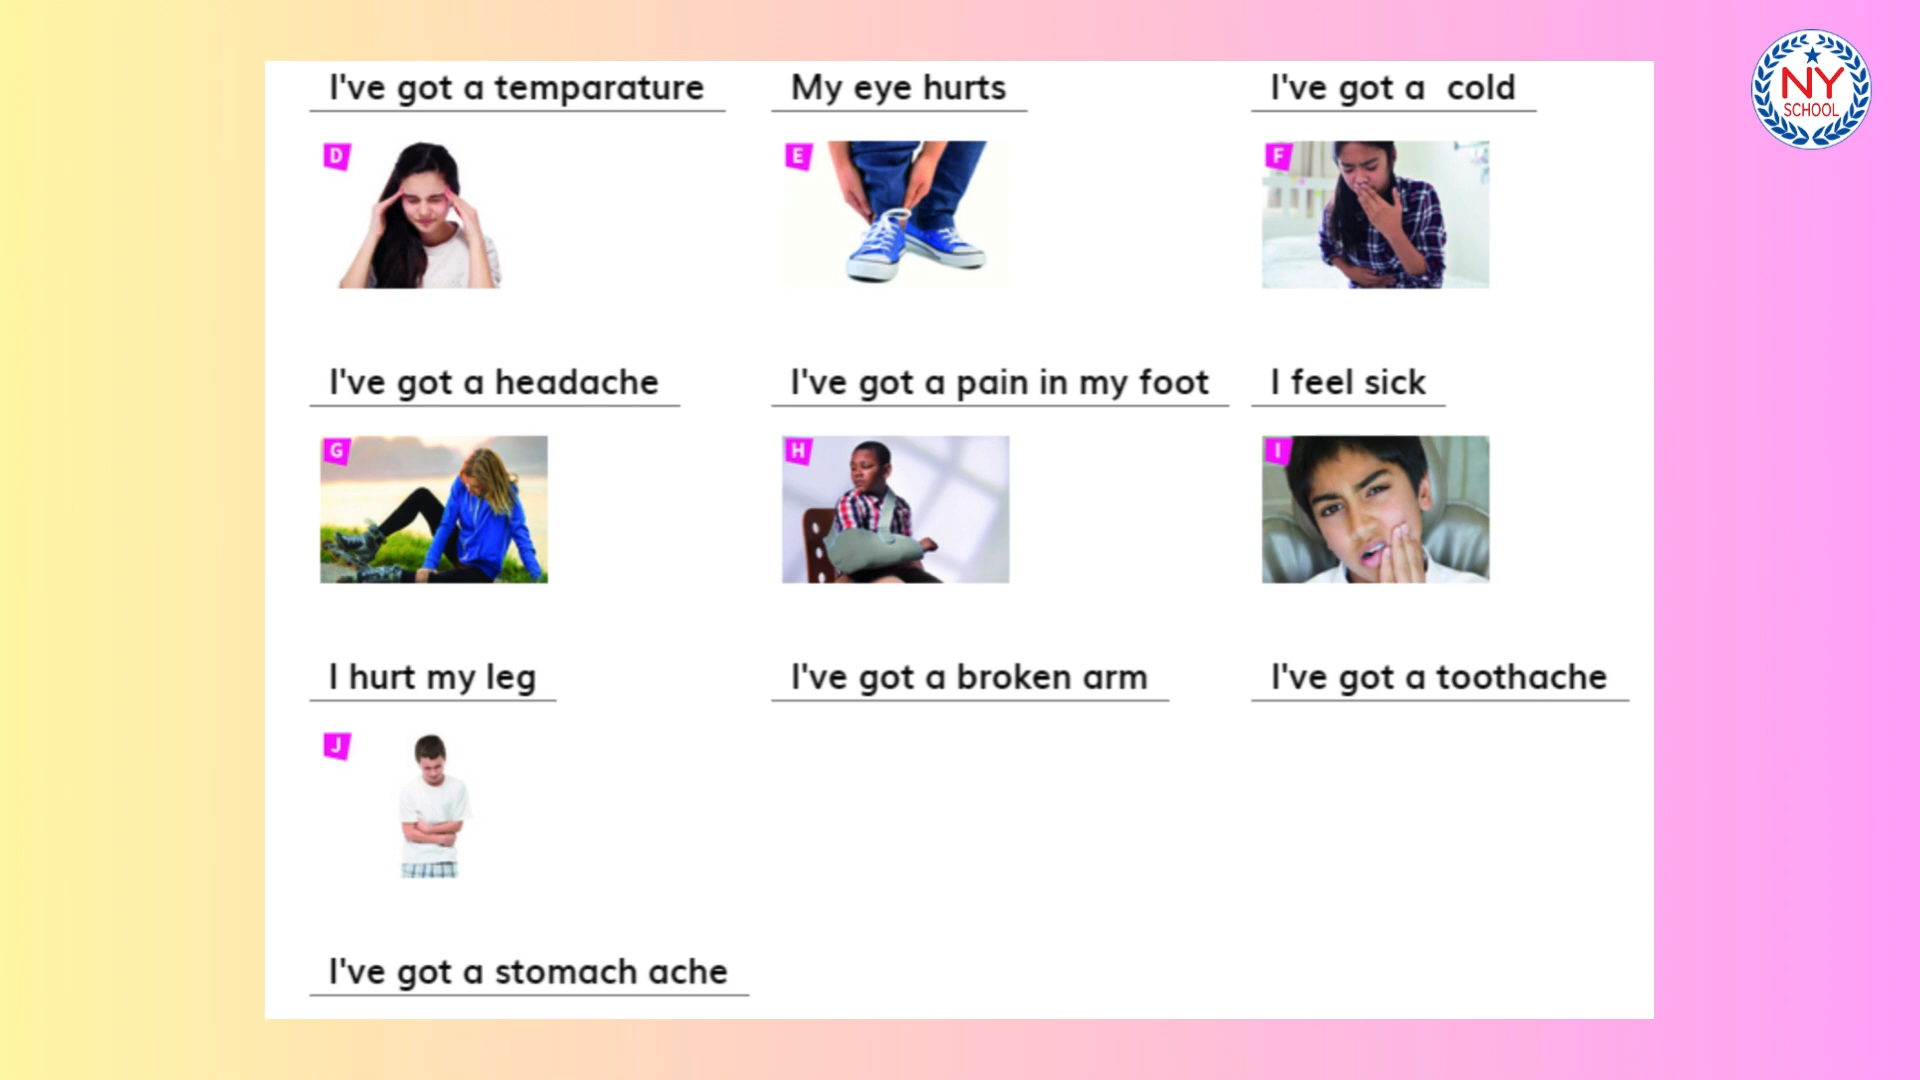 I've got a temparature
My eye hurts
I've got a cold
NY
SCHOOL
D
E
F
I've got a headache
I've got a pain in my foot
I feel sick
G
H
I
I hurt my leg
I've got a broken arm
I've got a toothache
J
I've got a stomach ache